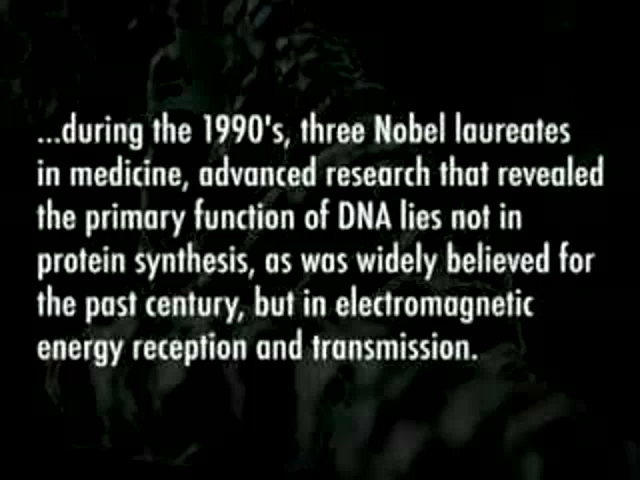 ...during the 1990's, three Nobel laureates
in medicine, advanced research that revealed
the primary function of DNA lies not in
protein synthesis, as was widely believed for
the past century, but in electromagnetic
energy reception and transmission.